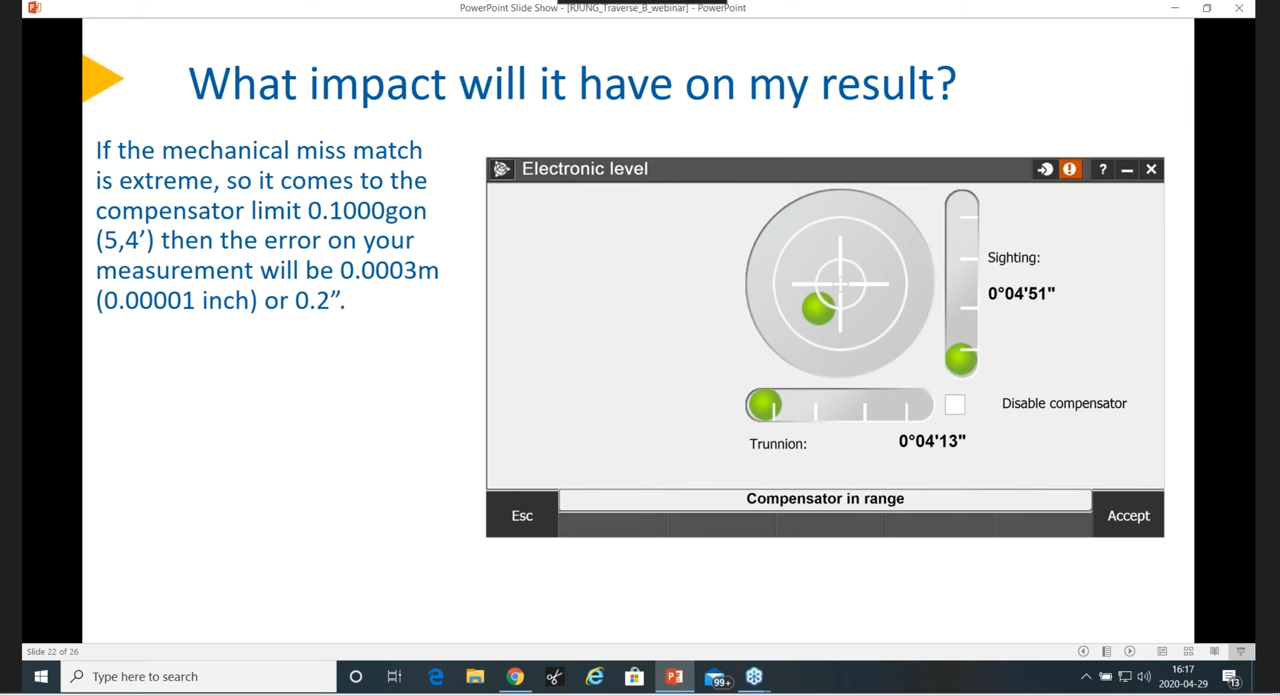 PowerPoint Slide Show - [RJUNG_Traverse_B_webinar] - PowerPoint
What impact will it have on my result?
If the mechanical miss match
is extreme, so it comes to the
compensator limit 0.1000gon
(5,4’) then the error on your
measurement will be 0.0003m
(0.00001 inch) or 0.2”.
Electronic level
?
Sighting:
0°04'51"
Disable compensator
Trunnion:
0°04'13"
Compensator in range
Esc
Accept
Slide 22 of 26
Type here to search
99+
16:17
2020-04-29
13